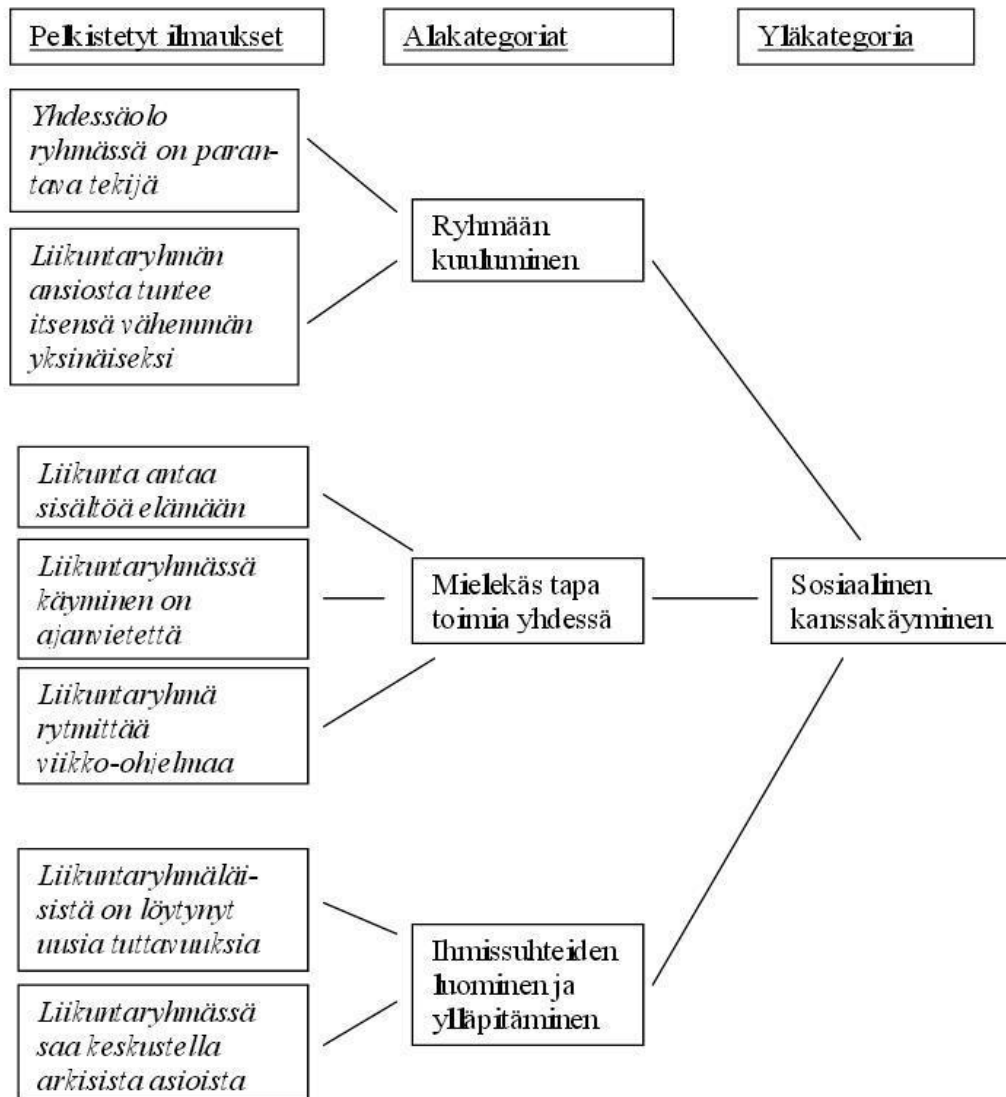 Pelkistetyt ilmaukset
Alakategoriat
Yläkategoria
Yhdessäolo
ryhmässä on paran-
tava tekijä
Liikuntaryhmän
ansiosta tuntee
itsensä vähemmän
yksinäiseksi
Ryhmään
kuuluminen
Liikunta antaa
sisältöä elämään
Liikuntaryhmässä
käyminen on
ajanvietettä
Liikuntaryhmä
rytmittää
viikko-ohjelmaa
Mielekäs tapa
toimia yhdessä
Sosiaalinen
kanssakäyminen
Liikuntaryhmäläi-
sistä on löytynyt
uusia tuttavuuksia
Liikuntaryhmässä
saa keskustella
arkisista asioista
Ihmissuhteiden
luominen ja
ylläpitäminen